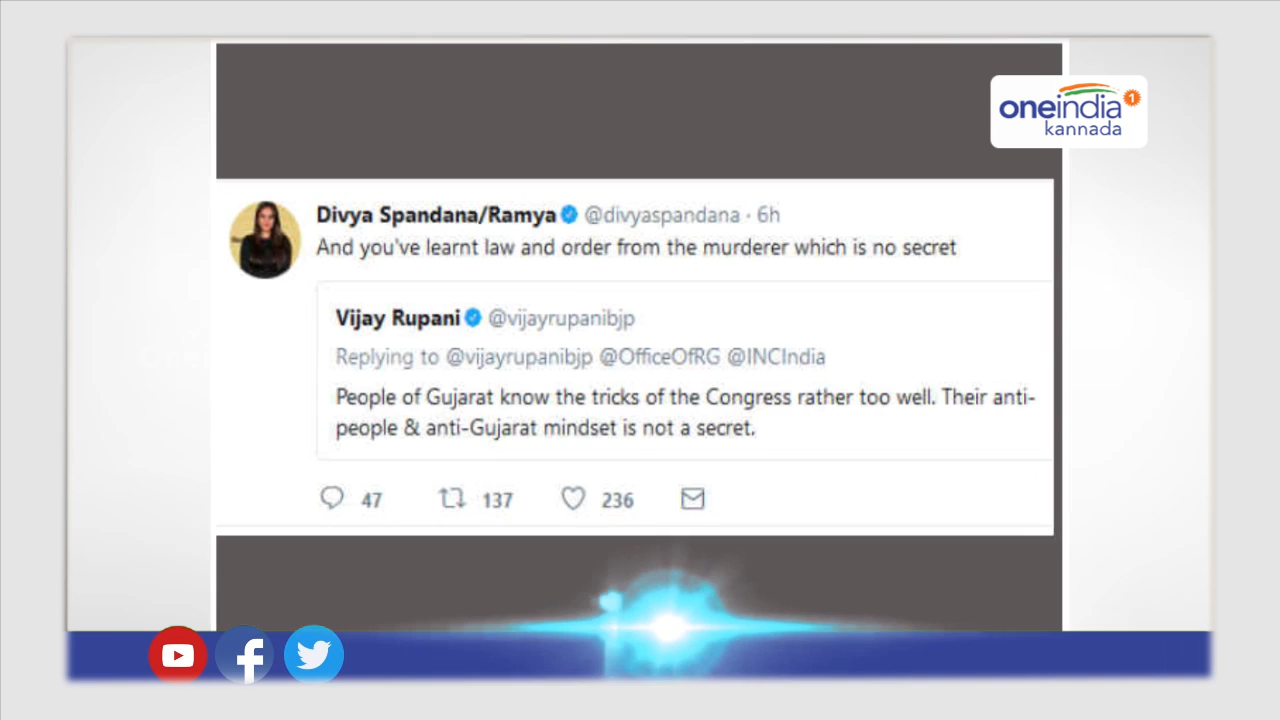 oneindia 1
kannada
Divya Spandana/Ramya @divyaspandana · 6h
And you've learnt law and order from the murderer which is no secret
Vijay Rupani @vijayrupanibjp
Replying to @vijayrupanibjp @OfficeOfRG @INCIndia
People of Gujarat know the tricks of the Congress rather too well. Their anti-
people & anti-Gujarat mindset is not a secret.
47 137 236